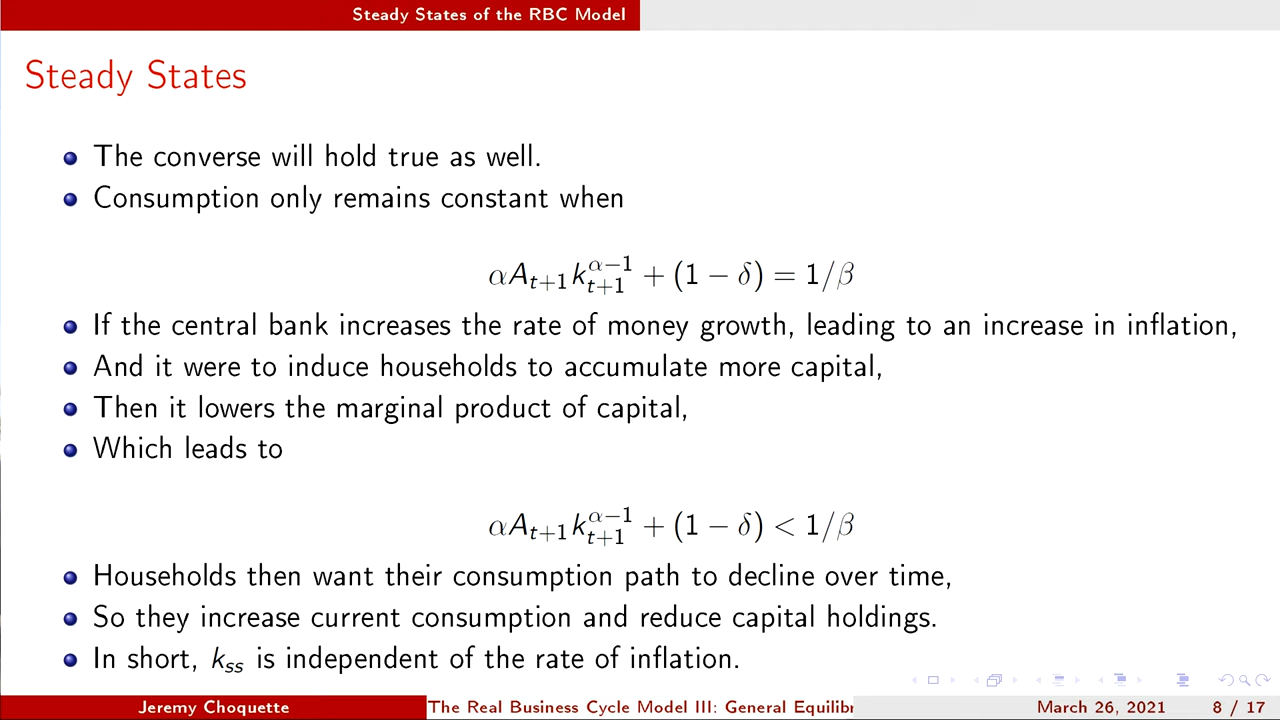 Steady States of the RBC Model
Steady States
The converse will hold true as well.
Consumption only remains constant when
αA_{t+1}k_{t+1}^{α−1} + (1 − δ) = 1/β
If the central bank increases the rate of money growth, leading to an increase in inflation,
And it were to induce households to accumulate more capital,
Then it lowers the marginal product of capital,
Which leads to
αA_{t+1}k_{t+1}^{α−1} + (1 − δ) < 1/β
Households then want their consumption path to decline over time,
So they increase current consumption and reduce capital holdings.
In short, k_{ss} is independent of the rate of inflation.
Jeremy Choquette The Real Business Cycle Model III: General Equilibr March 26, 2021 8 / 17